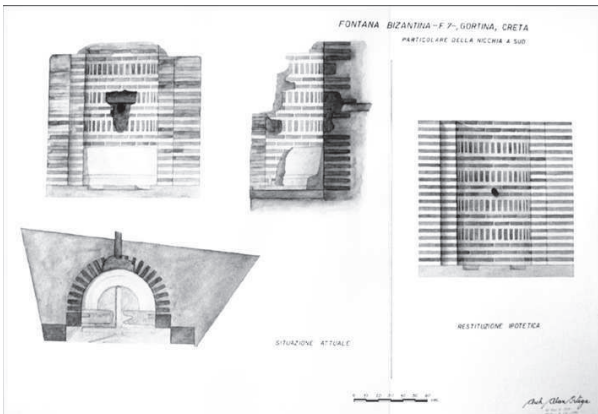 FONTANA BIZANTINA -F. 7-, GORTINA, CRETA
PARTICOLARE DELLA NICCHIA A SUD
SITUAZIONE ATTUALE
RESTITUZIONE IPOTETICA